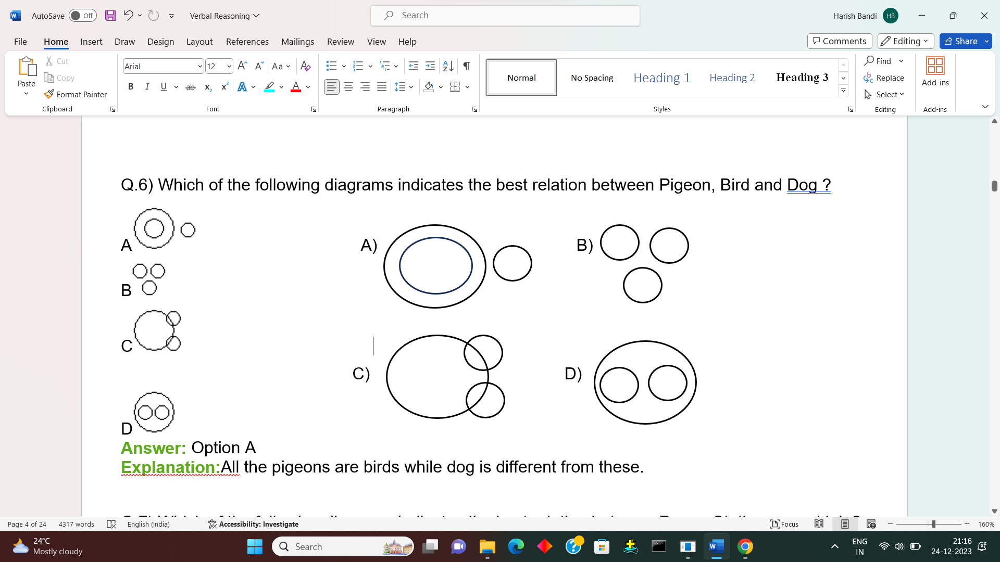 AutoSave Off Verbal Reasoning Search Harish Bandi HB
File Home Insert Draw Design Layout References Mailings Review View Help Comments Editing Share
Paste Cut Copy Format Painter
Clipboard
Arial 12
Font
Paragraph
Normal No Spacing Heading 1 Heading 2 Heading 3
Styles
Find Replace Select
Editing
Add-ins
Add-ins
Q.6) Which of the following diagrams indicates the best relation between Pigeon, Bird and Dog ?
A
A) B)
B
C
C) D)
D
Answer: Option A
Explanation:All the pigeons are birds while dog is different from these.
Page 4 of 24 4317 words English (India) Accessibility: Investigate Focus 160%
24°C
Mostly cloudy
Search
ENG
IN
21:16
24-12-2023